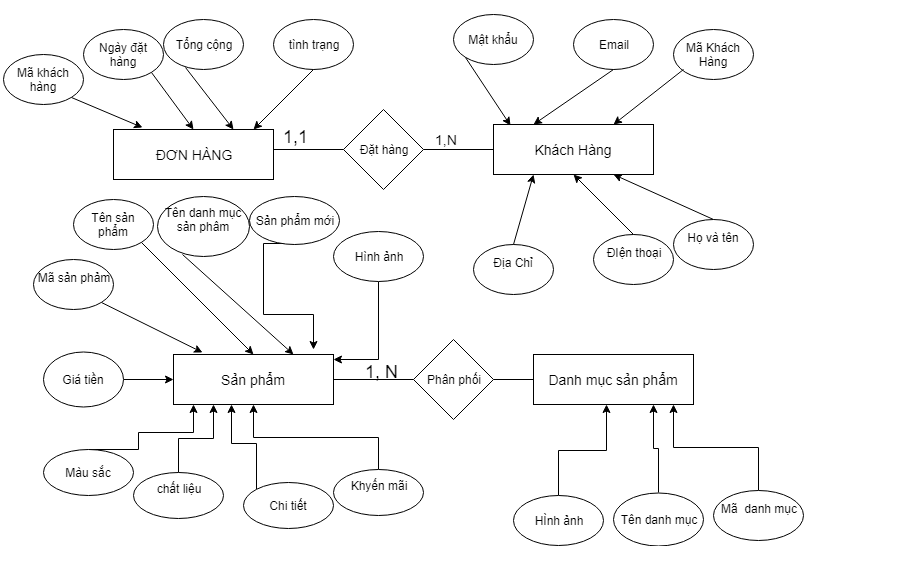 Mã khách
hàng
Ngày đặt
hàng
Tổng cộng
tình trạng
ĐƠN HÀNG
1,1
Đặt hàng
1,N
Mật khẩu
Email
Mã Khách
Hàng
Khách Hàng
Địa Chỉ
Điện thoại
Họ và tên
Tên sản
phẩm
Tên danh mục
sản phâm
Sản phẩm mới
Hình ảnh
Mã sản phảm
Giá tiền
Sản phẩm
1, N
Phân phối
Danh mục sản phẩm
Màu sắc
chất liệu
Chi tiết
Khyến mãi
Hình ảnh
Tên danh mục
Mã danh mục